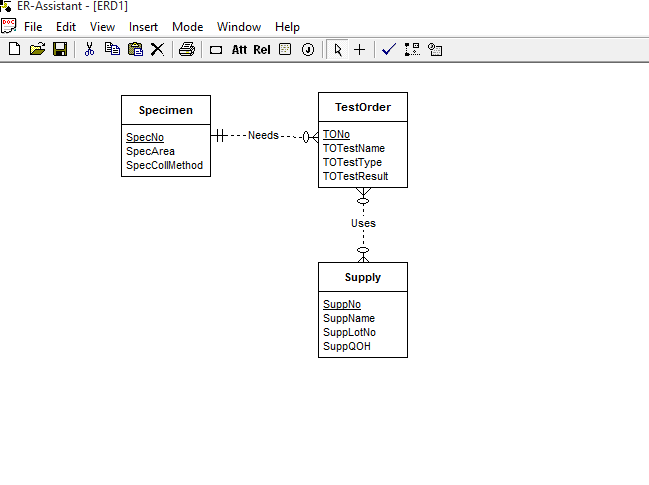 ER-Assistant - [ERD1]
File Edit View Insert Mode Window Help
Att Rel J
Specimen
SpecNo
SpecArea
SpecCollMethod
Needs
TestOrder
TONo
TOTestName
TOTestType
TOTestResult
Uses
Supply
SuppNo
SuppName
SuppLotNo
SuppQOH